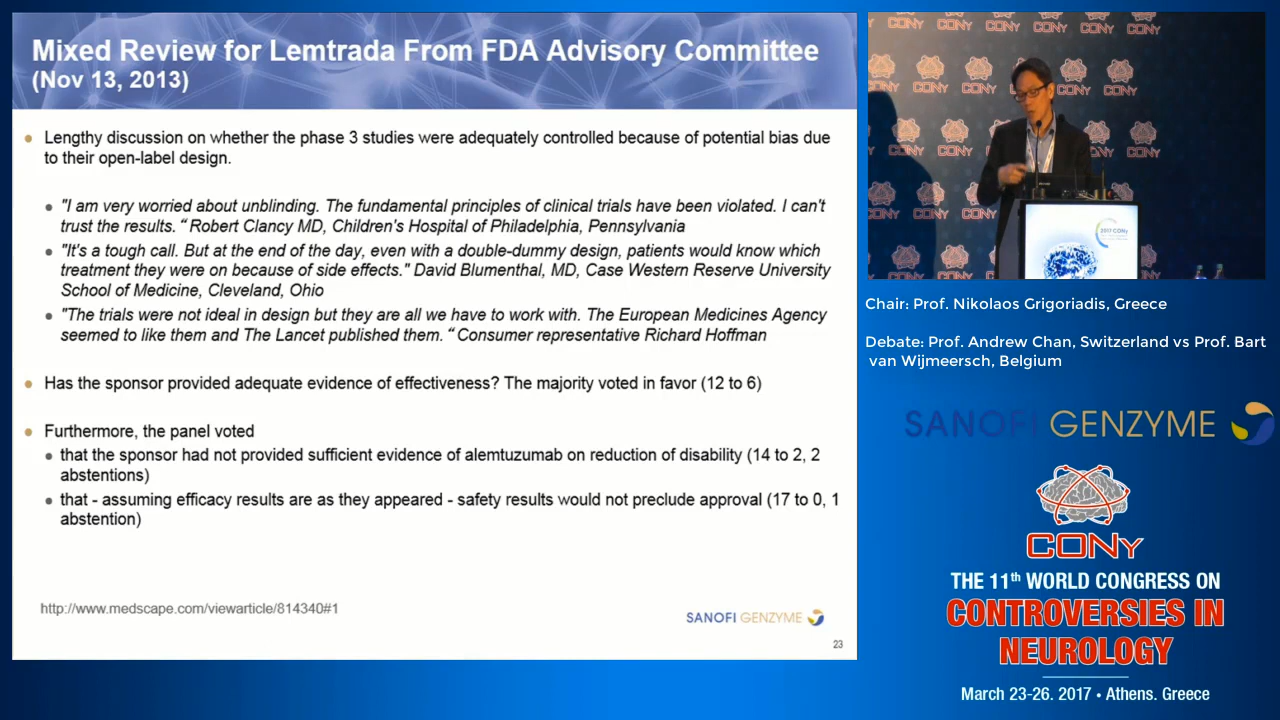 Mixed Review for Lemtrada From FDA Advisory Committee
(Nov 13, 2013)
Lengthy discussion on whether the phase 3 studies were adequately controlled because of potential bias due
to their open-label design.
"I am very worried about unblinding. The fundamental principles of clinical trials have been violated. I can't
trust the results. “ Robert Clancy MD, Children's Hospital of Philadelphia, Pennsylvania
"It's a tough call. But at the end of the day, even with a double-dummy design, patients would know which
treatment they were on because of side effects." David Blumenthal, MD, Case Western Reserve University
School of Medicine, Cleveland, Ohio
"The trials were not ideal in design but they are all we have to work with. The European Medicines Agency
seemed to like them and The Lancet published them. “ Consumer representative Richard Hoffman
Has the sponsor provided adequate evidence of effectiveness? The majority voted in favor (12 to 6)
Furthermore, the panel voted
that the sponsor had not provided sufficient evidence of alemtuzumab on reduction of disability (14 to 2, 2
abstentions)
that - assuming efficacy results are as they appeared - safety results would not preclude approval (17 to 0, 1
abstention)
http://www.medscape.com/viewarticle/814340#1
SANOFI GENZYME
23
CONy
CONy
CONy
CONy
CONy
CONy
2017 CONy
Chair: Prof. Nikolaos Grigoriadis, Greece
Debate: Prof. Andrew Chan, Switzerland vs Prof. Bart
van Wijmeersch, Belgium
SANOFI GENZYME
CONy
THE 11th WORLD CONGRESS ON
CONTROVERSIES IN
NEUROLOGY
March 23-26. 2017 • Athens. Greece